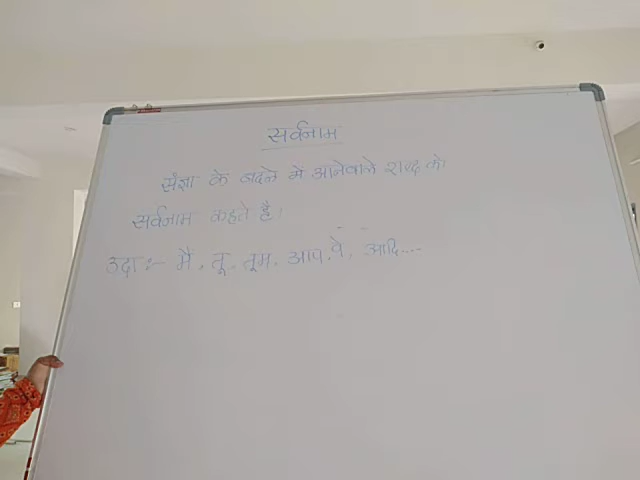 सर्वनाम
संज्ञा के बदले में आनेवाले शब्द को
सर्वनाम कहते है।
उदा :- मैं, तू, तूम, आप, वे, आदि....